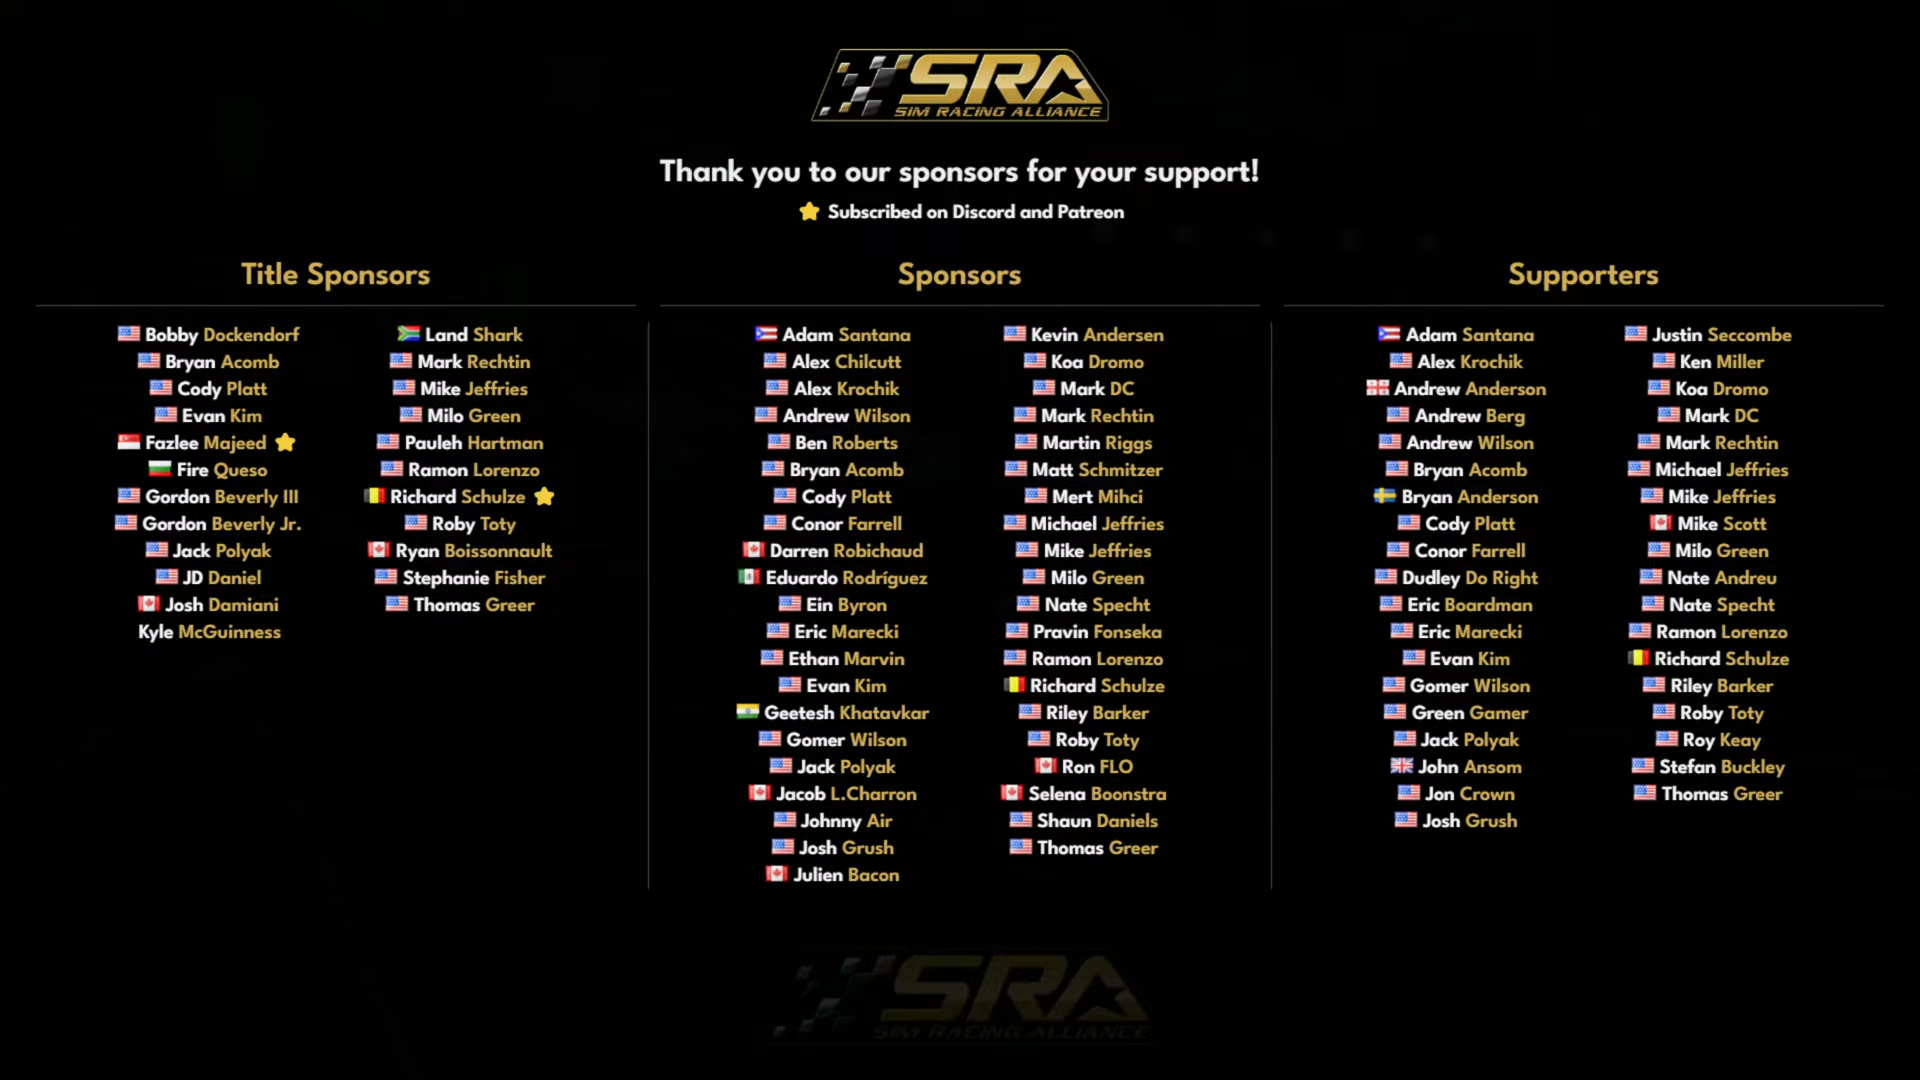 SRA
SIM RACING ALLIANCE
Thank you to our sponsors for your support!
Subscribed on Discord and Patreon
Title Sponsors
Bobby Dockendorf
Bryan Acomb
Cody Platt
Evan Kim
Fazlee Majeed
Fire Queso
Gordon Beverly III
Gordon Beverly Jr.
Jack Polyak
JD Daniel
Josh Damiani
Kyle McGuinness
Land Shark
Mark Rechtin
Mike Jeffries
Milo Green
Pauleh Hartman
Ramon Lorenzo
Richard Schulze
Roby Toty
Ryan Boissonnault
Stephanie Fisher
Thomas Greer
Sponsors
Adam Santana
Alex Chilcutt
Alex Krochik
Andrew Wilson
Ben Roberts
Bryan Acomb
Cody Platt
Conor Farrell
Darren Robichaud
Eduardo Rodríguez
Ein Byron
Eric Marecki
Ethan Marvin
Evan Kim
Geetesh Khatavkar
Gomer Wilson
Jack Polyak
Jacob L.Charron
Johnny Air
Josh Grush
Julien Bacon
Kevin Andersen
Koa Dromo
Mark DC
Mark Rechtin
Martin Riggs
Matt Schmitzer
Mert Mihci
Michael Jeffries
Mike Jeffries
Milo Green
Nate Specht
Pravin Fonseka
Ramon Lorenzo
Richard Schulze
Riley Barker
Roby Toty
Ron FLO
Selena Boonstra
Shaun Daniels
Thomas Greer
Supporters
Adam Santana
Alex Krochik
Andrew Anderson
Andrew Berg
Andrew Wilson
Bryan Acomb
Bryan Anderson
Cody Platt
Conor Farrell
Dudley Do Right
Eric Boardman
Eric Marecki
Evan Kim
Gomer Wilson
Green Gamer
Jack Polyak
John Ansom
Jon Crown
Josh Grush
Justin Seccombe
Ken Miller
Koa Dromo
Mark DC
Mark Rechtin
Michael Jeffries
Mike Jeffries
Mike Scott
Milo Green
Nate Andreu
Nate Specht
Ramon Lorenzo
Richard Schulze
Riley Barker
Roby Toty
Roy Keay
Stefan Buckley
Thomas Greer
SRA
SIM RACING ALLIANCE